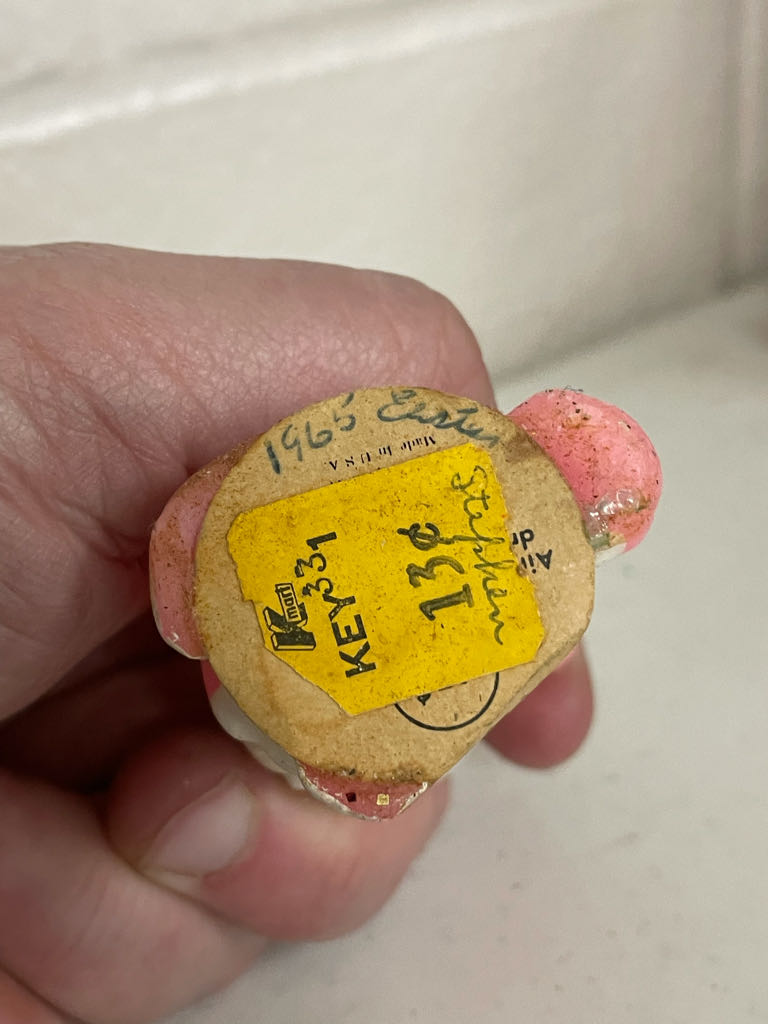 1965 Easter
Made in U.S.A.
Kmart
KEY 331
13¢
Stephen